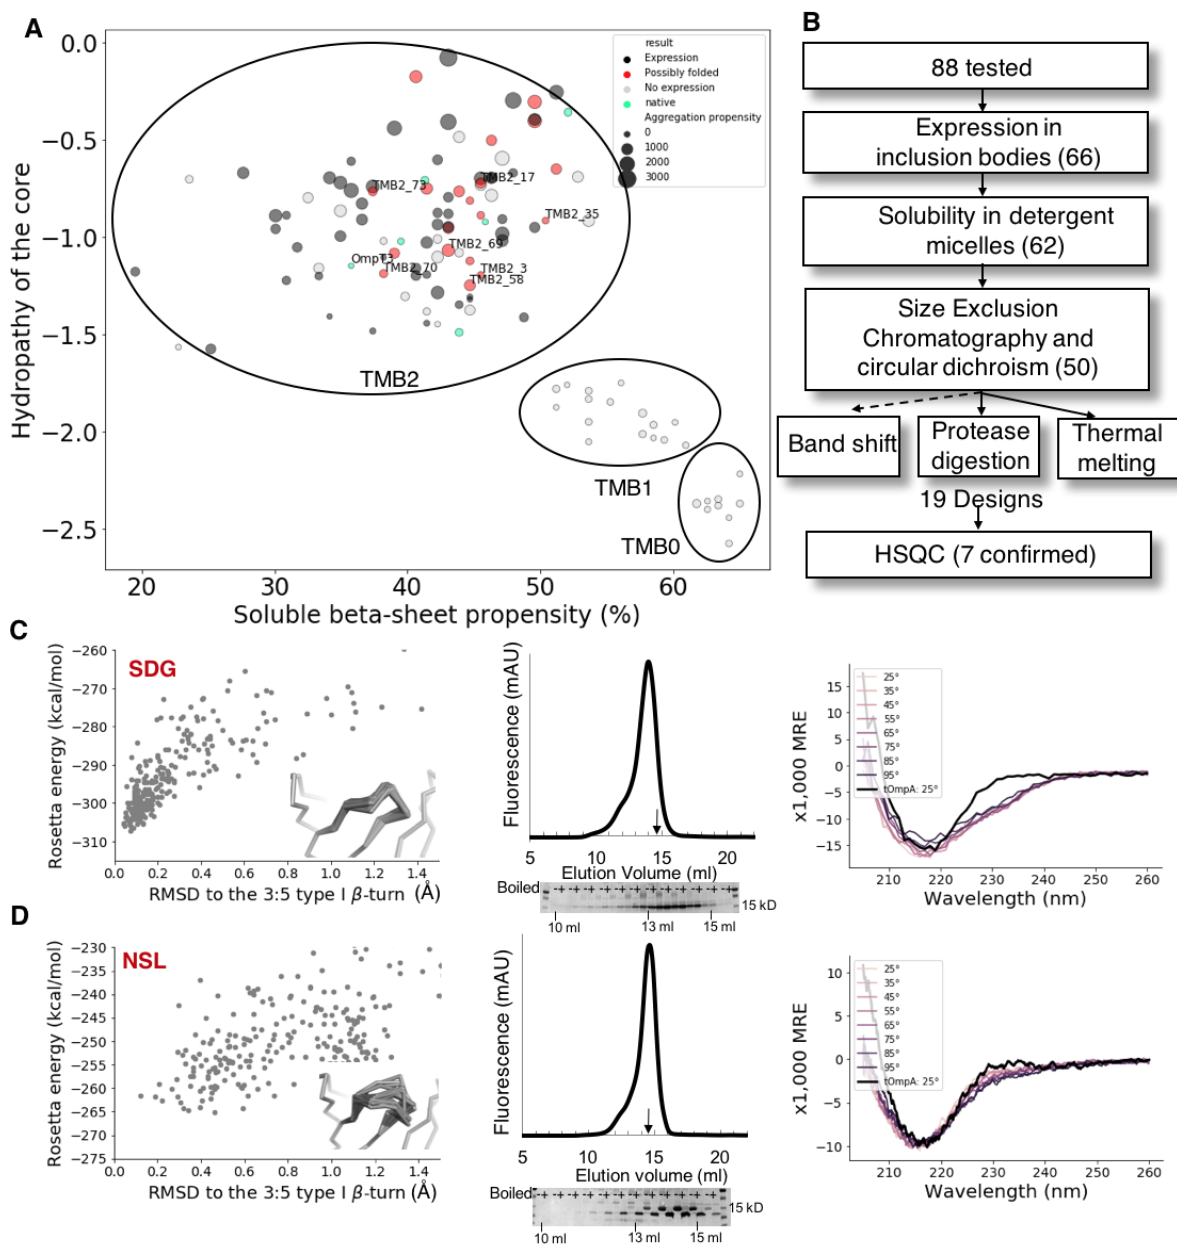 A
0.0
−0.5
−1.0
−1.5
−2.0
−2.5
Hydropathy of the core
result
Expression
Possibly folded
No expression
native
Aggregation propensity
0
1000
2000
3000
TMB2_73
TMB2_17
TMB2_35
TMB2_69
OmpT3
TMB2_70
TMB2_3
TMB2_58
TMB2
TMB1
TMB0
20
40
50
60
Soluble beta-sheet propensity (%)
B
88 tested
Expression in
inclusion bodies (66)
Solubility in detergent
micelles (62)
Size Exclusion
Chromatography and
circular dichroism (50)
Band shift
Protease
digestion
Thermal
melting
19 Designs
HSQC (7 confirmed)
C
SDG
Rosetta energy (kcal/mol)
−260
−270
−280
−290
−300
−310
0.0 0.2 0.4 0.6 0.8 1.0 1.2 1.4
RMSD to the 3:5 type I β-turn (Å)
Fluorescence (mAU)
5 10 15 20
Elution Volume (ml)
Boiled - + - + - + - + - + - + - +
15 kD
10 ml 13 ml 15 ml
x1,000 MRE
15
10
5
0
−5
−10
−15
25°
35°
45°
55°
65°
75°
85°
95°
tOmpA: 25°
210 220 230 240 250 260
Wavelength (nm)
D
NSL
Rosetta energy (kcal/mol)
−230
−235
−240
−245
−250
−255
−260
−265
−270
−275
0.0 0.2 0.4 0.6 0.8 1.0 1.2 1.4
RMSD to the 3:5 type I β-turn (Å)
Fluorescence (mAU)
5 10 15 20
Elution volume (ml)
Boiled - + - + - + - + - + - +
15 kD
10 ml 13 ml 15 ml
x1,000 MRE
10
5
0
−5
−10
25°
35°
45°
55°
65°
75°
85°
95°
tOmpA: 25°
210 220 230 240 250 260
Wavelength (nm)